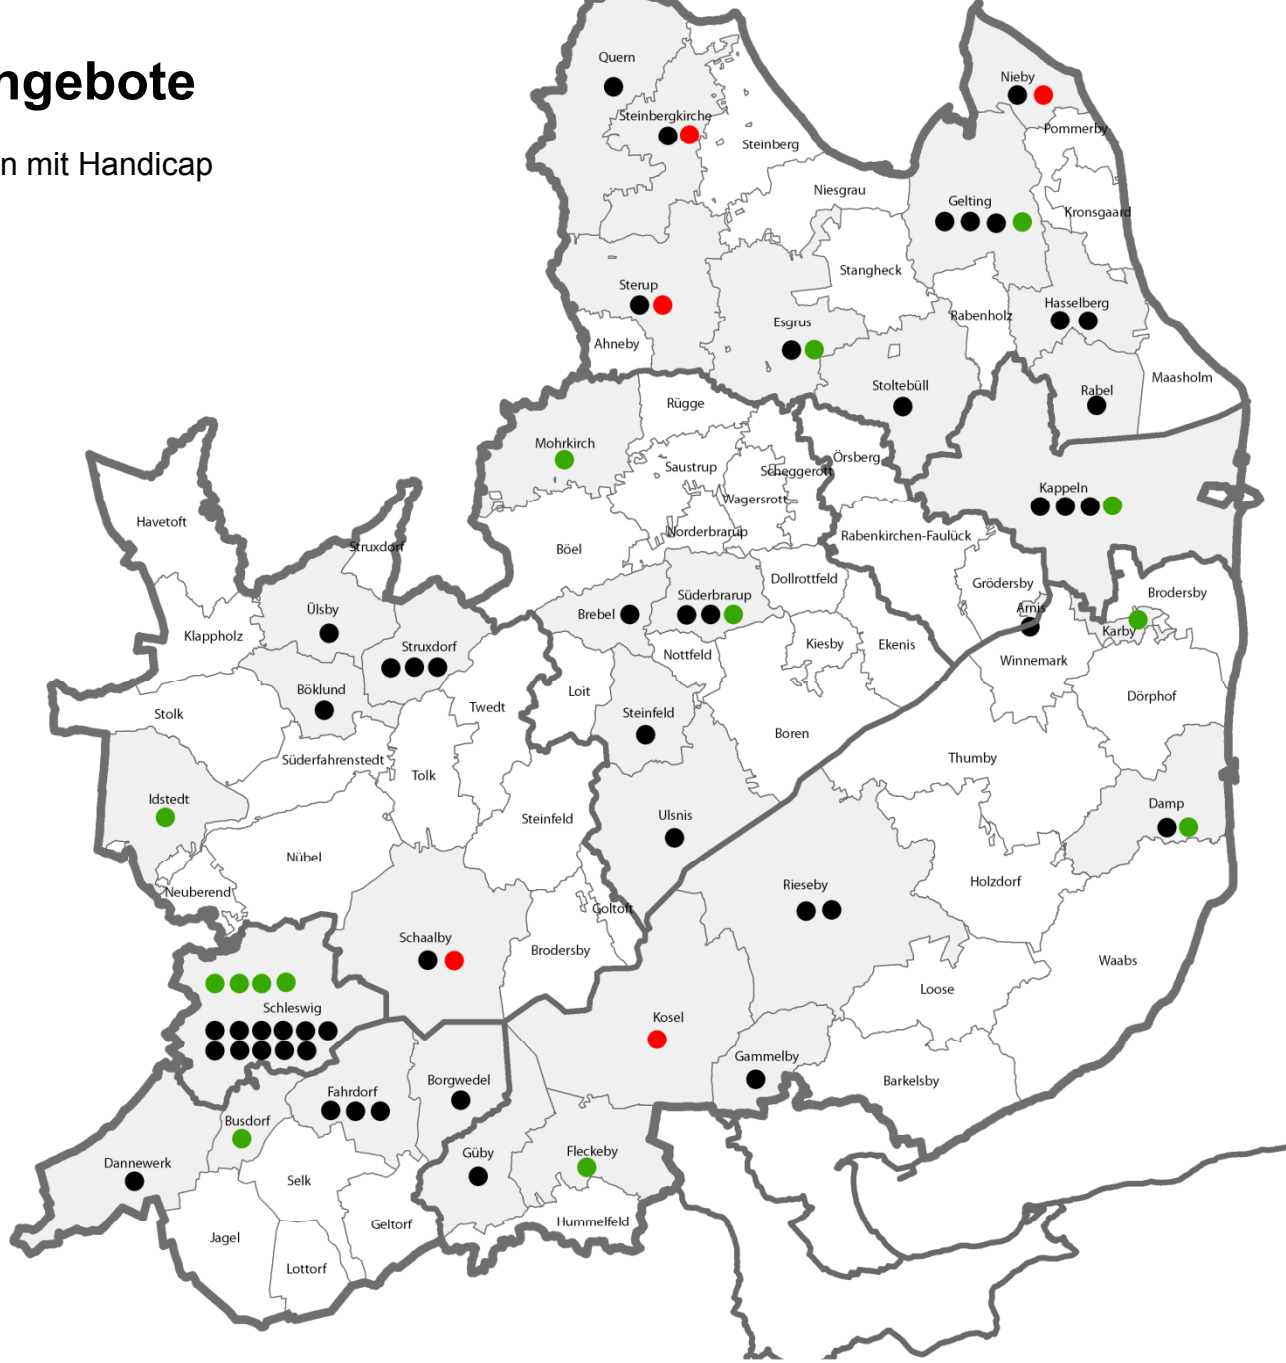 ngebote
n mit Handicap
Quern
Nieby
Steinbergkirche
Pommerby
Steinberg
Niesgrau
Gelting
Kronsgaard
Stangheck
Sterup
Hasselberg
Rabenholz
Esgrus
Ahneby
Maasholm
Stoltebüll
Rabel
Rügge
Mohrkirch
Örsberg
Saustrup
Scheggerott
Kappeln
Wagersrott
Havetoft
Norderbrarup
Rabenkirchen-Faulück
Struxdorf
Böel
Dollrottfeld
Grödersby
Brodersby
Süderbrarup
Ülsby
Arnis
Brebel
Karby
Klappholz
Kiesby
Ekenis
Struxdorf
Nottfeld
Winnemark
Böklund
Loit
Dörphof
Twedt
Stolk
Steinfeld
Boren
Süderfahrenstedt
Thumby
Tolk
Idstedt
Damp
Ulsnis
Steinfeld
Nübel
Holzdorf
Rieseby
Neuberend
Goltoft
Schaalby
Brodersby
Waabs
Loose
Schleswig
Kosel
Gammelby
Borgwedel
Barkelsby
Fahrdorf
Busdorf
Güby
Fleckeby
Dannewerk
Selk
Hummelfeld
Geltorf
Jagel
Lottorf